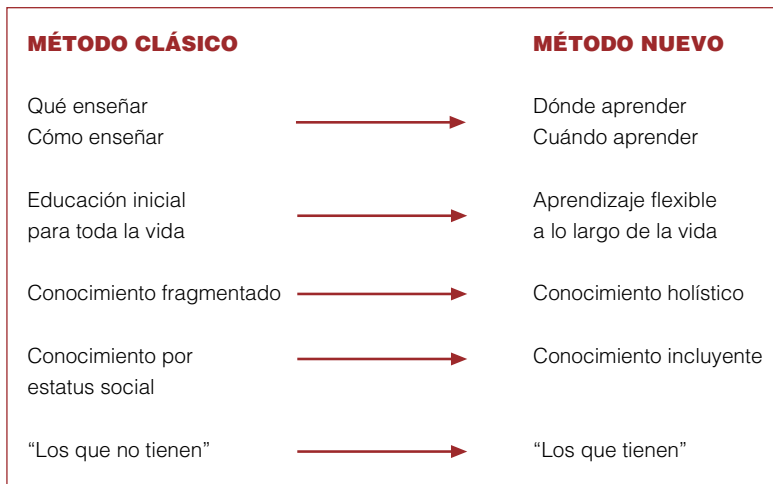 MÉTODO CLÁSICO
MÉTODO NUEVO
Qué enseñar
Cómo enseñar
Dónde aprender
Cuándo aprender
Educación inicial
para toda la vida
Aprendizaje flexible
a lo largo de la vida
Conocimiento fragmentado
Conocimiento holístico
Conocimiento por
estatus social
Conocimiento incluyente
“Los que no tienen”
“Los que tienen”